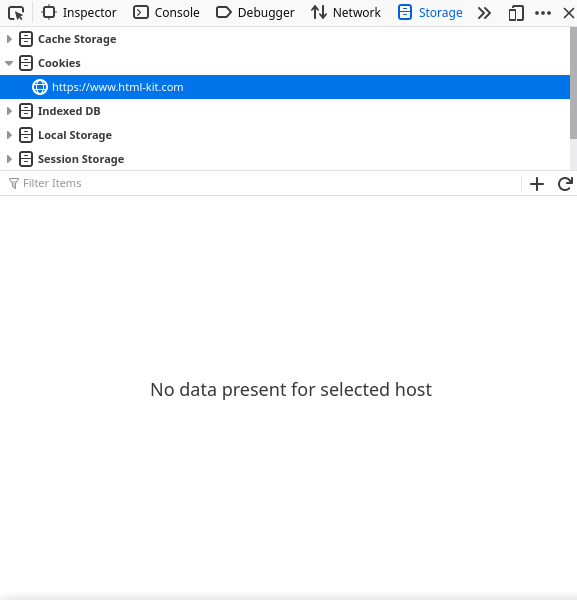 Inspector Console Debugger Network Storage
Cache Storage
Cookies
https://www.html-kit.com
Indexed DB
Local Storage
Session Storage
Filter Items
No data present for selected host